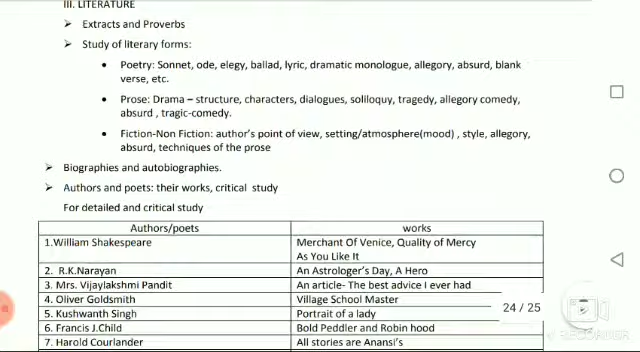 III. LITERATURE
➢ Extracts and Proverbs
➢ Study of literary forms:
• Poetry: Sonnet, ode, elegy, ballad, lyric, dramatic monologue, allegory, absurd, blank
verse, etc.
• Prose: Drama – structure, characters, dialogues, soliloquy, tragedy, allegory comedy,
absurd , tragic-comedy.
• Fiction-Non Fiction: author's point of view, setting/atmosphere(mood) , style, allegory,
absurd, techniques of the prose
➢ Biographies and autobiographies.
➢ Authors and poets: their works, critical study
For detailed and critical study
Authors/poets works
1.William Shakespeare Merchant Of Venice, Quality of Mercy
As You Like It
2. R.K.Narayan An Astrologer's Day, A Hero
3. Mrs. Vijaylakshmi Pandit An article- The best advice I ever had
4. Oliver Goldsmith Village School Master
5. Kushwanth Singh Portrait of a lady
24 / 25
6. Francis J.Child Bold Peddler and Robin hood
7. Harold Courlander All stories are Anansi's
RECORDER